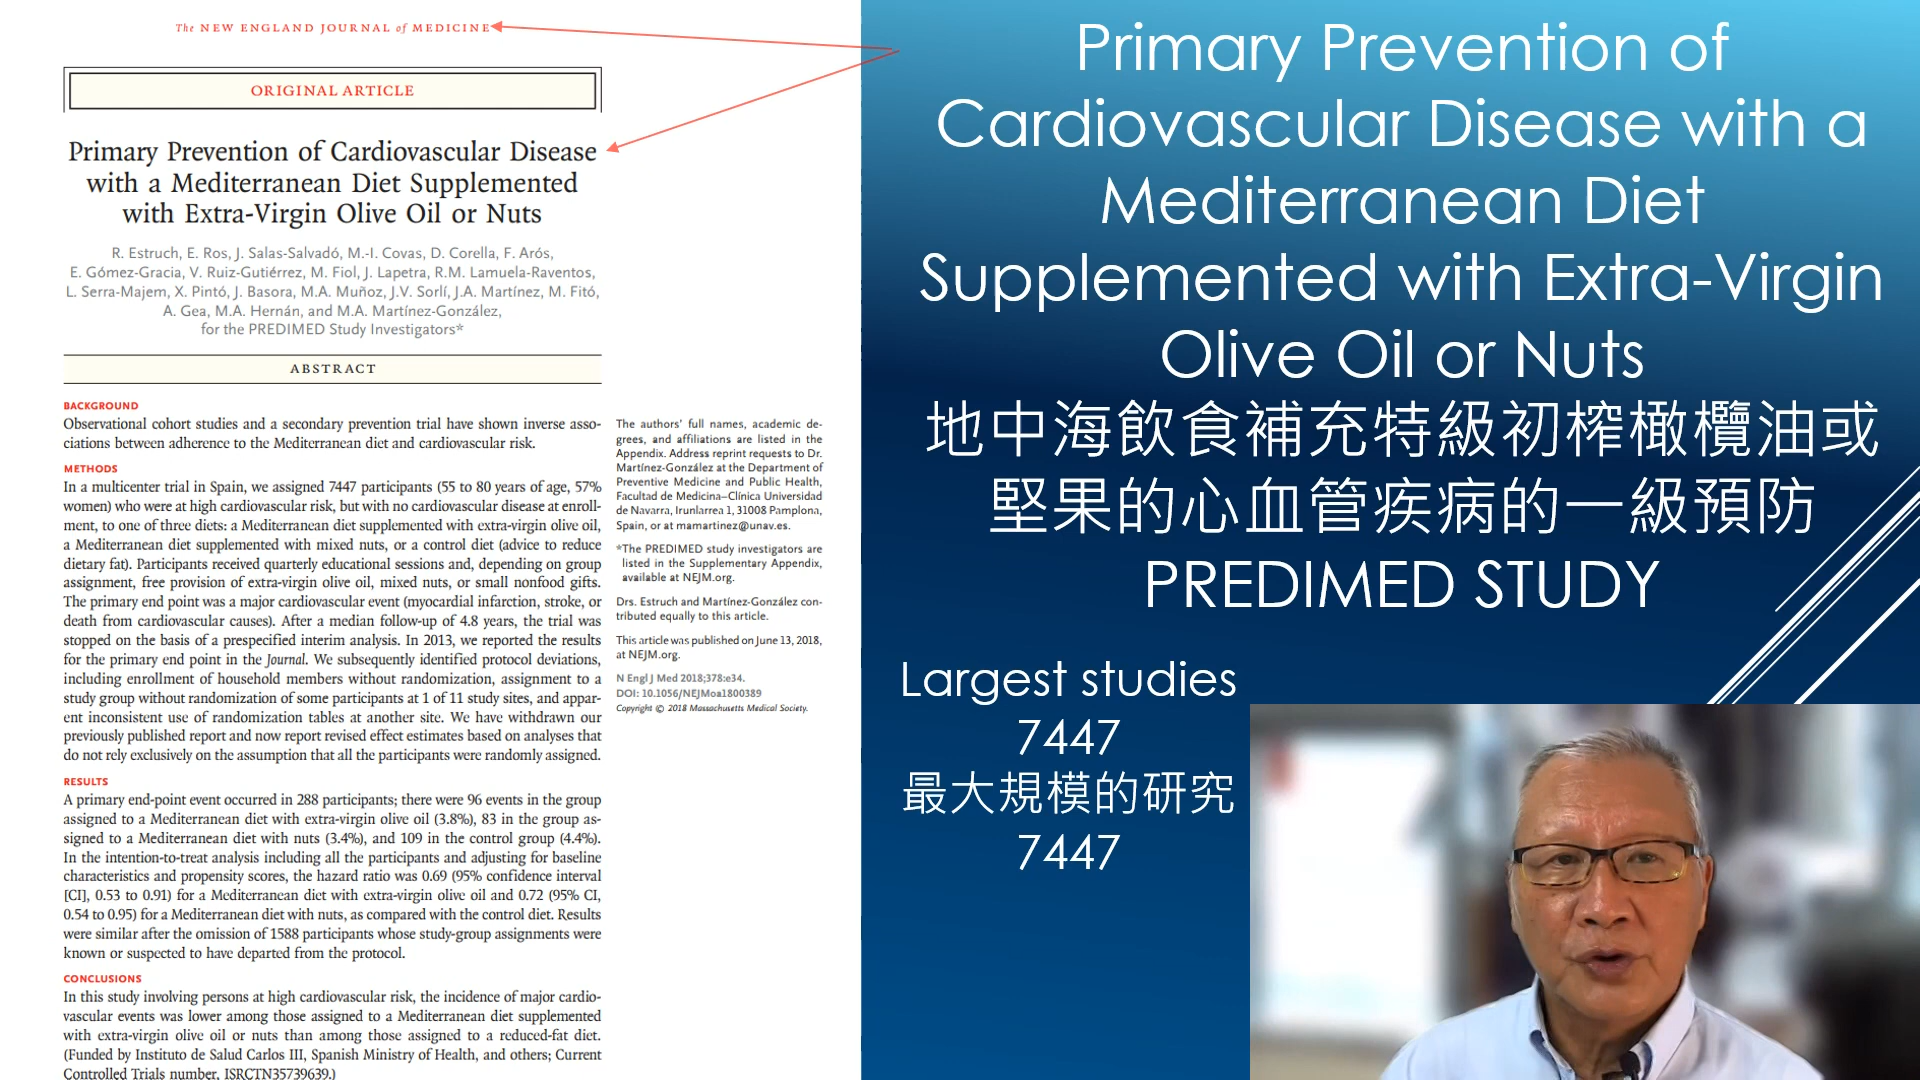 The NEW ENGLAND JOURNAL of MEDICINE
ORIGINAL ARTICLE
Primary Prevention of Cardiovascular Disease
with a Mediterranean Diet Supplemented
with Extra-Virgin Olive Oil or Nuts
R. Estruch, E. Ros, J. Salas-Salvadó, M.-I. Covas, D. Corella, F. Arós,
E. Gómez-Gracia, V. Ruiz-Gutiérrez, M. Fiol, J. Lapetra, R.M. Lamuela-Raventos,
L. Serra-Majem, X. Pintó, J. Basora, M.A. Muñoz, J.V. Sorlí, J.A. Martínez, M. Fitó,
A. Gea, M.A. Hernán, and M.A. Martínez-González,
for the PREDIMED Study Investigators*
ABSTRACT
BACKGROUND
Observational cohort studies and a secondary prevention trial have shown inverse asso-
ciations between adherence to the Mediterranean diet and cardiovascular risk.
METHODS
In a multicenter trial in Spain, we assigned 7447 participants (55 to 80 years of age, 57%
women) who were at high cardiovascular risk, but with no cardiovascular disease at enroll-
ment, to one of three diets: a Mediterranean diet supplemented with extra-virgin olive oil,
a Mediterranean diet supplemented with mixed nuts, or a control diet (advice to reduce
dietary fat). Participants received quarterly educational sessions and, depending on group
assignment, free provision of extra-virgin olive oil, mixed nuts, or small nonfood gifts.
The primary end point was a major cardiovascular event (myocardial infarction, stroke, or
death from cardiovascular causes). After a median follow-up of 4.8 years, the trial was
stopped on the basis of a prespecified interim analysis. In 2013, we reported the results
for the primary end point in the Journal. We subsequently identified protocol deviations,
including enrollment of household members without randomization, assignment to a
study group without randomization of some participants at 1 of 11 study sites, and appar-
ent inconsistent use of randomization tables at another site. We have withdrawn our
previously published report and now report revised effect estimates based on analyses that
do not rely exclusively on the assumption that all the participants were randomly assigned.
RESULTS
A primary end-point event occurred in 288 participants; there were 96 events in the group
assigned to a Mediterranean diet with extra-virgin olive oil (3.8%), 83 in the group as-
signed to a Mediterranean diet with nuts (3.4%), and 109 in the control group (4.4%).
In the intention-to-treat analysis including all the participants and adjusting for baseline
characteristics and propensity scores, the hazard ratio was 0.69 (95% confidence interval
[CI], 0.53 to 0.91) for a Mediterranean diet with extra-virgin olive oil and 0.72 (95% CI,
0.54 to 0.95) for a Mediterranean diet with nuts, as compared with the control diet. Results
were similar after the omission of 1588 participants whose study-group assignments were
known or suspected to have departed from the protocol.
CONCLUSIONS
In this study involving persons at high cardiovascular risk, the incidence of major cardio-
vascular events was lower among those assigned to a Mediterranean diet supplemented
with extra-virgin olive oil or nuts than among those assigned to a reduced-fat diet.
(Funded by Instituto de Salud Carlos III, Spanish Ministry of Health, and others; Current
Controlled Trials number, ISRCTN35739639.)
The authors' full names, academic de-
grees, and affiliations are listed in the
Appendix. Address reprint requests to Dr.
Martínez-González at the Department of
Preventive Medicine and Public Health,
Facultad de Medicina–Clínica Universidad
de Navarra, Irunlarrea 1, 31008 Pamplona,
Spain, or at mamartinez@unav.es.
*The PREDIMED study investigators are
listed in the Supplementary Appendix,
available at NEJM.org.
Drs. Estruch and Martínez-González con-
tributed equally to this article.
This article was published on June 13, 2018,
at NEJM.org.
N Engl J Med 2018;378:e34.
DOI: 10.1056/NEJMoa1800389
Copyright © 2018 Massachusetts Medical Society.
Primary Prevention of
Cardiovascular Disease with a
Mediterranean Diet
Supplemented with Extra-Virgin
Olive Oil or Nuts
地中海飲食補充特級初榨橄欖油或
堅果的心血管疾病的一級預防
PREDIMED STUDY
Largest studies
7447
最大規模的研究
7447